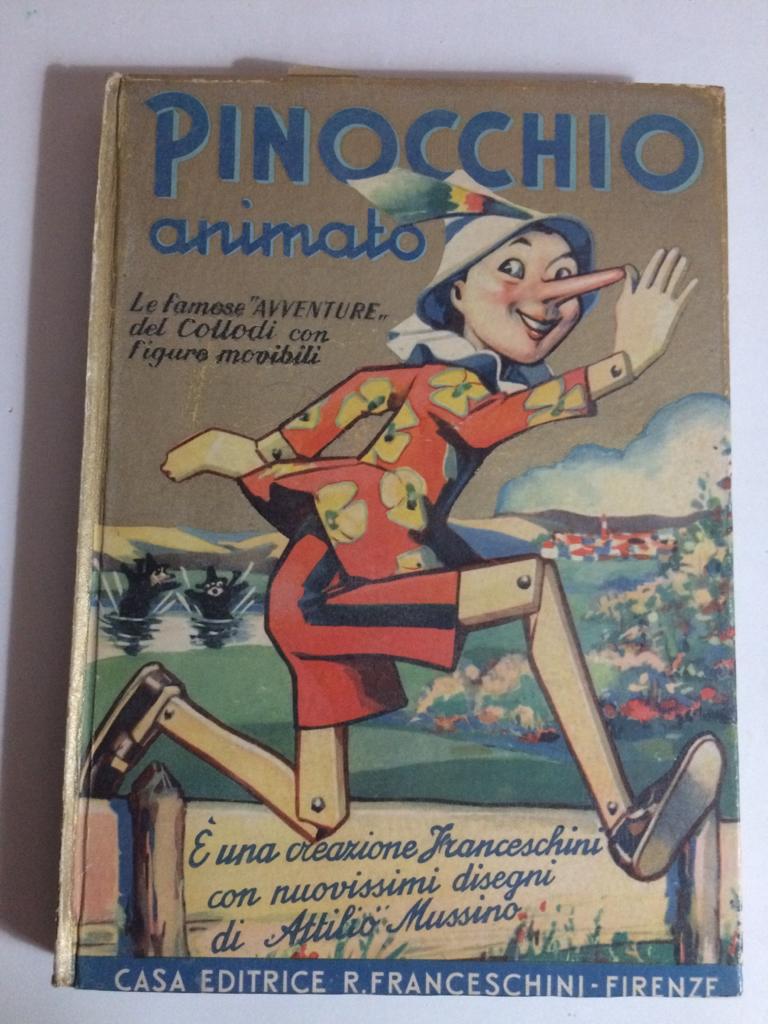 PINOCCHIO
animato
Le famose "AVVENTURE„
del Collodi con
figure movibili
È una creazione Franceschini
con nuovissimi disegni
di "Attilio" Mussino
CASA EDITRICE R. FRANCESCHINI - FIRENZE